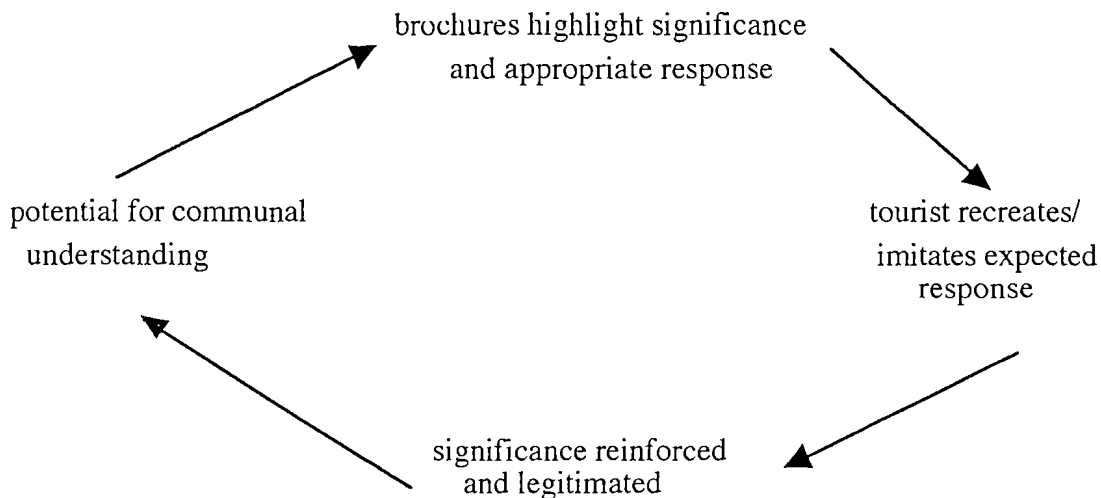 brochures highlight significance
and appropriate response
potential for communal
understanding
tourist recreates/
imitates expected
response
significance reinforced
and legitimated